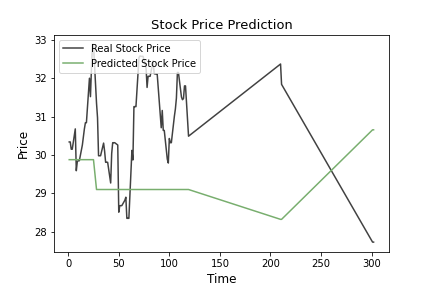 Stock Price Prediction
Real Stock Price
Predicted Stock Price
Price
33
32
31
30
29
28
0 50 100 150 200 250 300
Time